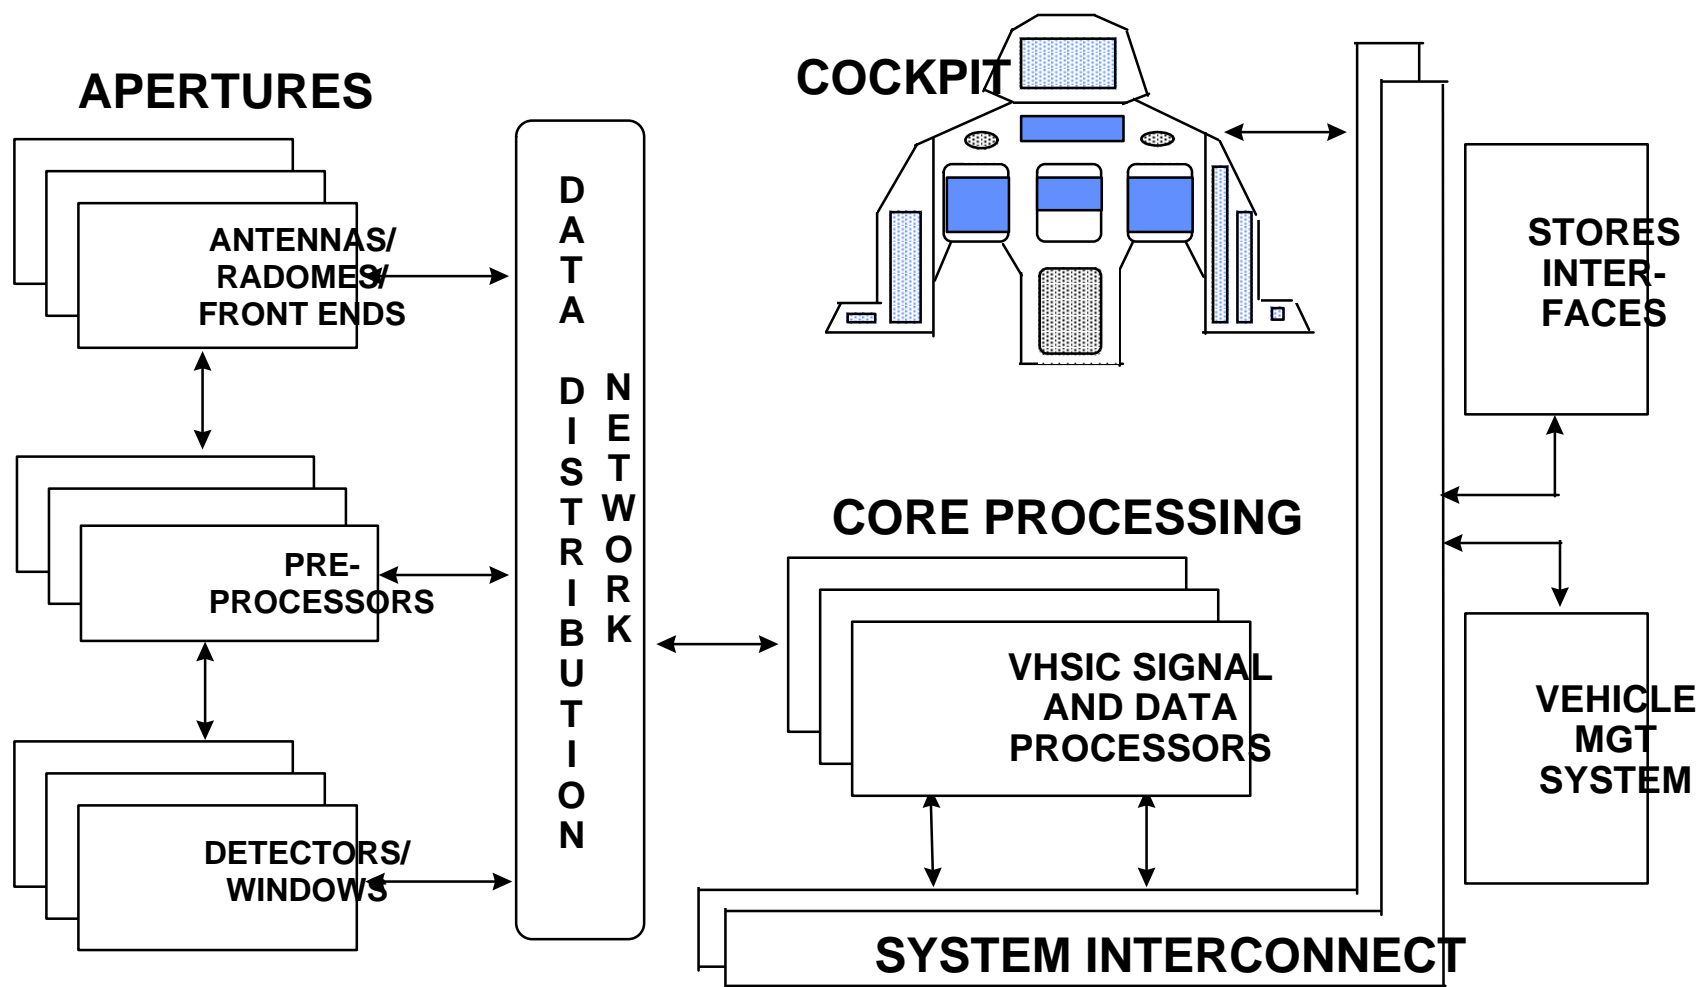 APERTURES
ANTENNAS/
RADOMES/
FRONT ENDS
PRE-
PROCESSORS
DETECTORS/
WINDOWS
DATA DISTRIBUTION
NETWORK
COCKPIT
CORE PROCESSING
VHSIC SIGNAL
AND DATA
PROCESSORS
SYSTEM INTERCONNECT
STORES
INTER-
FACES
VEHICLE
MGT
SYSTEM